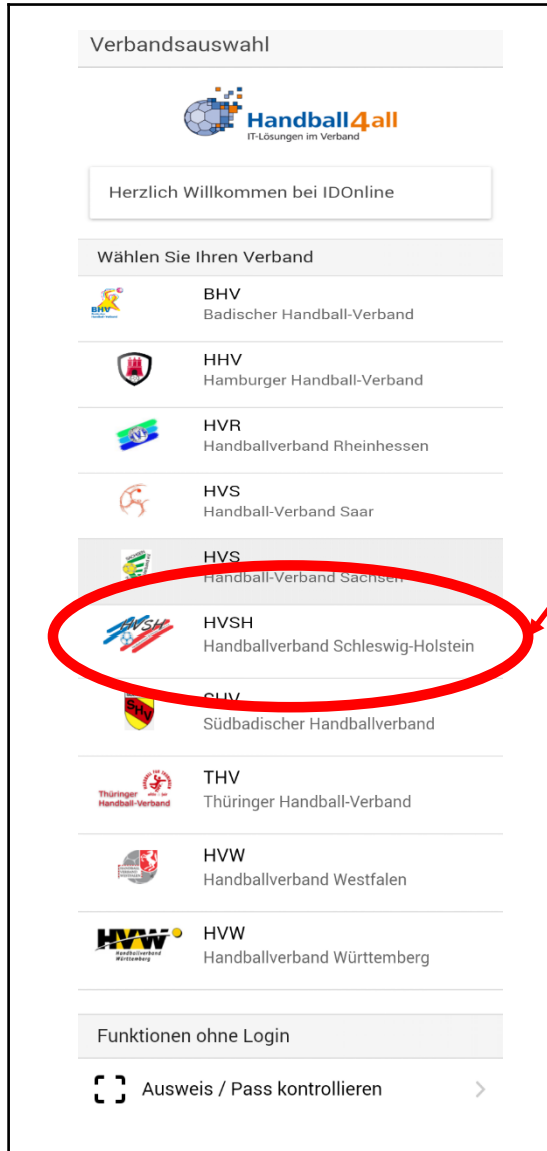 Verbandsauswahl
Handball4all
IT-Lösungen im Verband
Herzlich Willkommen bei IDOnline
Wählen Sie Ihren Verband
BHV
BHV
Badischer Handball-Verband
HHV
Hamburger Handball-Verband
HVR
Handballverband Rheinhessen
HVS
Handball-Verband Saar
HVS
Handball-Verband Sachsen
HVSH
HVSH
Handballverband Schleswig-Holstein
SHV
SHV
Südbadischer Handballverband
Thüringer
Handball-Verband
THV
Thüringer Handball-Verband
HVW
Handballverband Westfalen
HVW
Handballverband
Württemberg
HVW
Handballverband Württemberg
Funktionen ohne Login
Ausweis / Pass kontrollieren